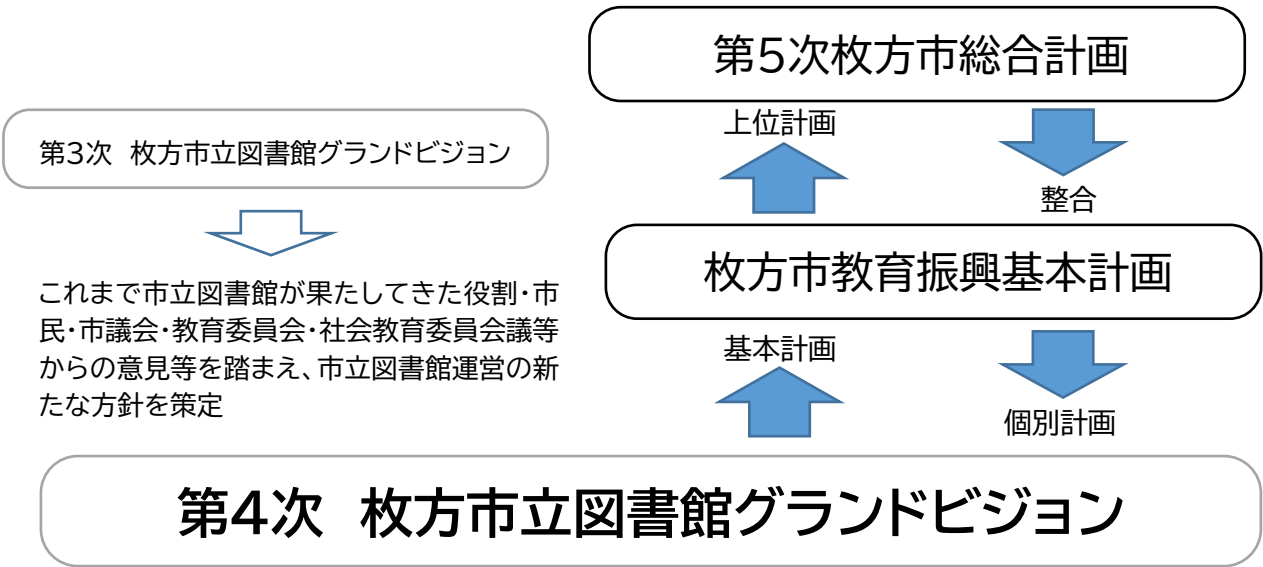 第5次枚方市総合計画
上位計画
整合
第3次 枚方市立図書館グランドビジョン
枚方市教育振興基本計画
これまで市立図書館が果たしてきた役割・市
民・市議会・教育委員会・社会教育委員会議等
からの意見等を踏まえ、市立図書館運営の新
たな方針を策定
基本計画
個別計画
第4次 枚方市立図書館グランドビジョン